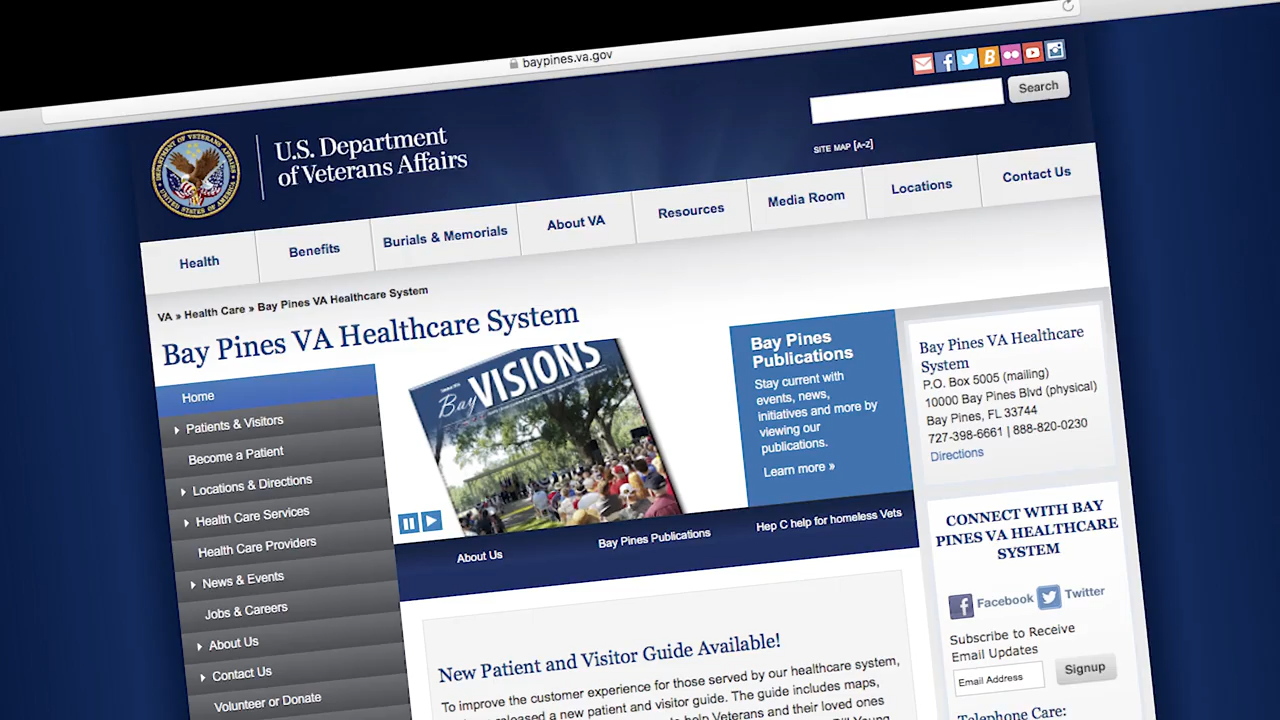 baypines.va.gov
U.S. Department
of Veterans Affairs
Search
SITE MAP [A-Z]
Health
Benefits
Burials & Memorials
About VA
Resources
Media Room
Locations
Contact Us
VA » Health Care » Bay Pines VA Healthcare System
Bay Pines VA Healthcare System
Home
Patients & Visitors
Become a Patient
Locations & Directions
Health Care Services
Health Care Providers
News & Events
Jobs & Careers
About Us
Contact Us
Volunteer or Donate
Bay VISIONS
Bay Pines
Publications
Stay current with
events, news,
initiatives and more by
viewing our
publications.
Learn more »
About Us
Bay Pines Publications
Hep C help for homeless Vets
New Patient and Visitor Guide Available!
To improve the customer experience for those served by our healthcare system,
released a new patient and visitor guide. The guide includes maps,
help Veterans and their loved ones
Bill Young
Bay Pines VA Healthcare
System
P.O. Box 5005 (mailing)
10000 Bay Pines Blvd (physical)
Bay Pines, FL 33744
727-398-6661 | 888-820-0230
Directions
CONNECT WITH BAY
PINES VA HEALTHCARE
SYSTEM
Facebook
Twitter
Subscribe to Receive
Email Updates
Email Address
Signup
Telephone Care: